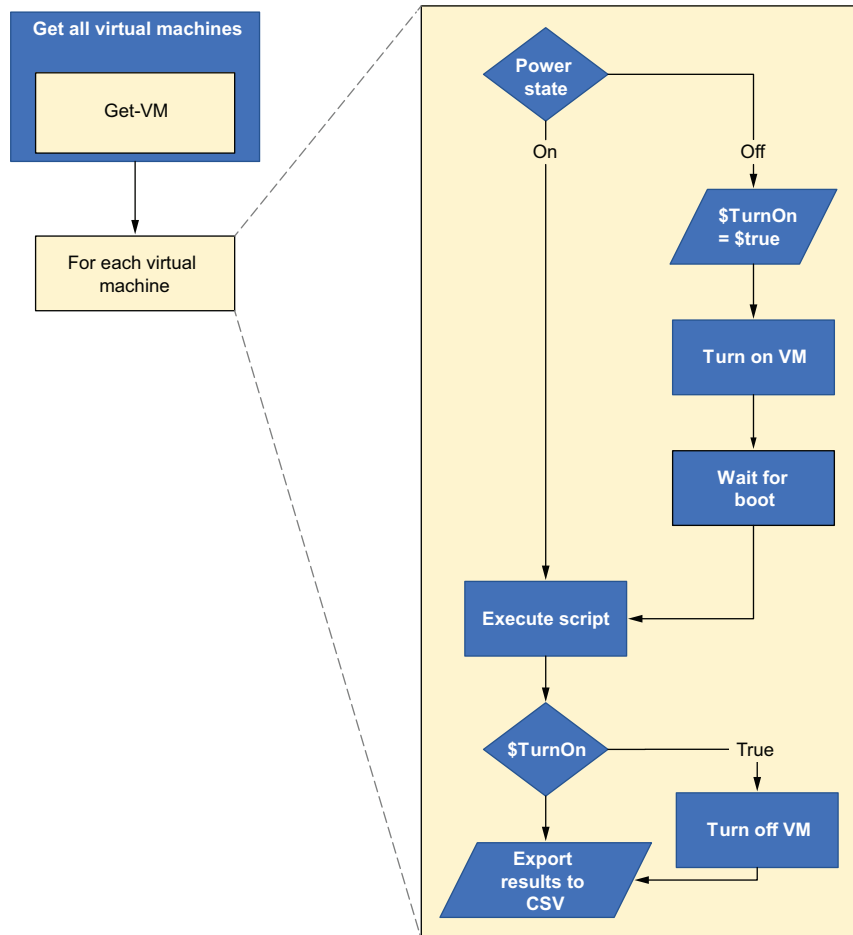 Get all virtual machines
Get-VM
For each virtual
machine
Power
state
On
Off
$TurnOn
= $true
Turn on VM
Wait for
boot
Execute script
$TurnOn
True
Turn off VM
Export
results to
CSV